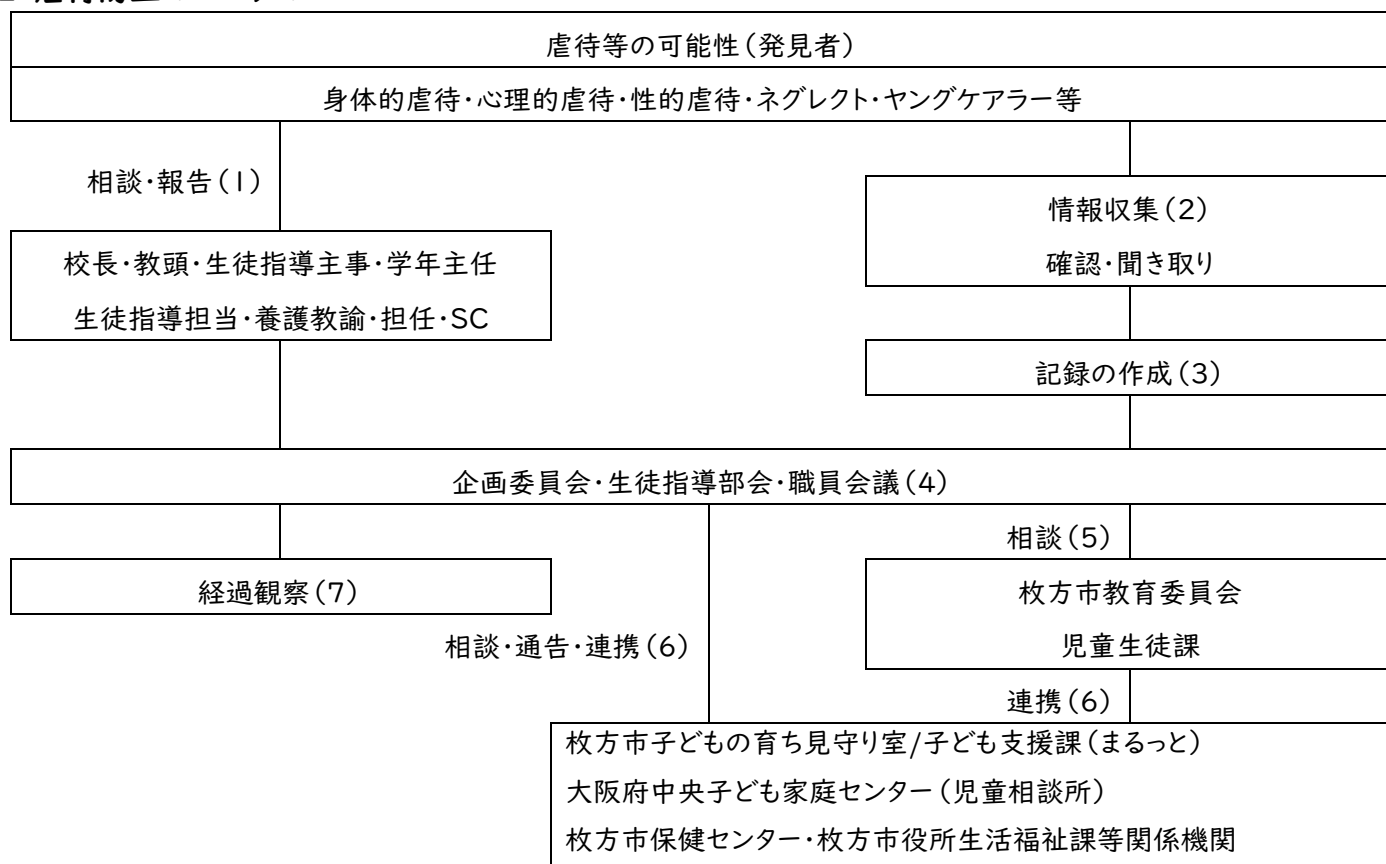 虐待等の可能性(発見者)
身体的虐待・心理的虐待・性的虐待・ネグレクト・ヤングケアラー等
相談・報告(1)
校長・教頭・生徒指導主事・学年主任
生徒指導担当・養護教諭・担任・SC
情報収集(2)
確認・聞き取り
記録の作成(3)
企画委員会・生徒指導部会・職員会議(4)
経過観察(7)
相談・通告・連携(6)
相談(5)
枚方市教育委員会
児童生徒課
連携(6)
枚方市子どもの育ち見守り室/子ども支援課(まるっと)
大阪府中央子ども家庭センター(児童相談所)
枚方市保健センター・枚方市役所生活福祉課等関係機関